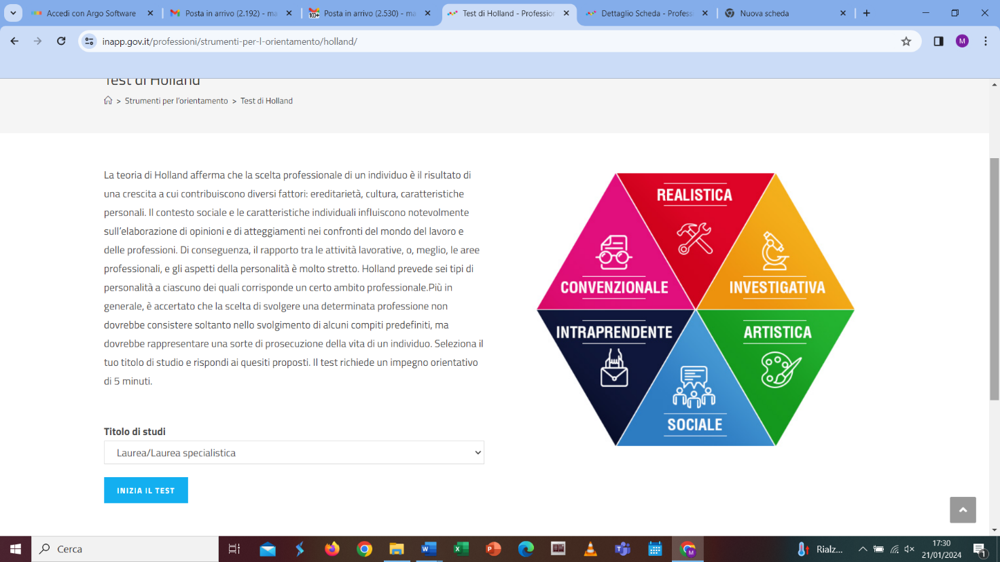 Accedi con Argo Software
Posta in arrivo (2.192) - ma
Posta in arrivo (2.530) - ma
Test di Holland - Profession
Dettaglio Scheda - Profess
Nuova scheda
inapp.gov.it/professioni/strumenti-per-l-orientamento/holland/
M
Test di Holland
> Strumenti per l'orientamento > Test di Holland
La teoria di Holland afferma che la scelta professionale di un individuo è il risultato di
una crescita a cui contribuiscono diversi fattori: ereditarietà, cultura, caratteristiche
personali. Il contesto sociale e le caratteristiche individuali influiscono notevolmente
sull'elaborazione di opinioni e di atteggiamenti nei confronti del mondo del lavoro e
delle professioni. Di conseguenza, il rapporto tra le attività lavorative, o, meglio, le aree
professionali, e gli aspetti della personalità è molto stretto. Holland prevede sei tipi di
personalità a ciascuno dei quali corrisponde un certo ambito professionale.Più in
generale, è accertato che la scelta di svolgere una determinata professione non
dovrebbe consistere soltanto nello svolgimento di alcuni compiti predefiniti, ma
dovrebbe rappresentare una sorte di prosecuzione della vita di un individuo. Seleziona il
tuo titolo di studio e rispondi ai quesiti proposti. Il test richiede un impegno orientativo
di 5 minuti.
Titolo di studi
Laurea/Laurea specialistica
INIZIA IL TEST
REALISTICA
CONVENZIONALE
INVESTIGATIVA
INTRAPRENDENTE
ARTISTICA
SOCIALE
Cerca
Rialz...
17:30
21/01/2024
1